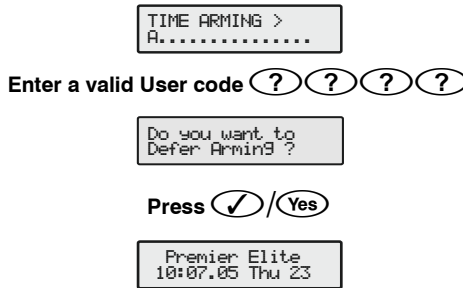 TIME ARMING >
A...............
Enter a valid User code ? ? ? ?
Do you want to
Defer Arming ?
Press ✓/Yes
Premier Elite
10:07.05 Thu 23